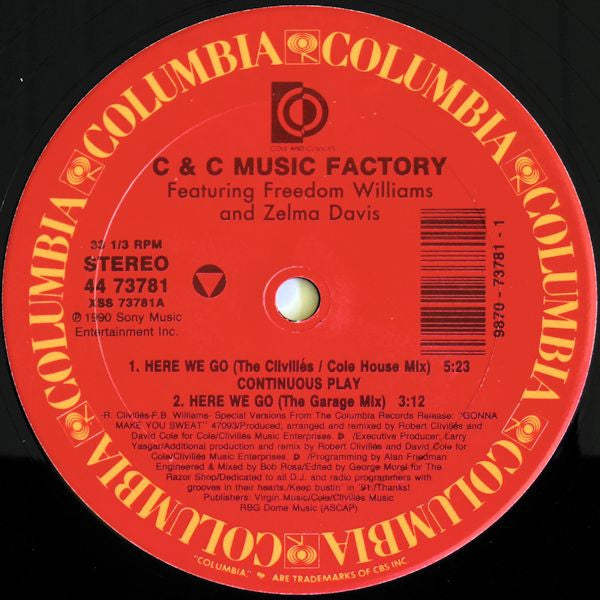 COLUMBIA COLUMBIA COLUMBIA COLUMBIA COLUMBIA COLUMBIA COLUMBIA COLUMBIA
COLE AND CLIVILLÉS
C & C MUSIC FACTORY
Featuring Freedom Williams
and Zelma Davis
33 1/3 RPM
STEREO
44 73781
XSS 73781A
℗ 1990 Sony Music
Entertainment Inc.
9870 - 73781 - 1
1. HERE WE GO (The Clivillés / Cole House Mix) 5:23
CONTINUOUS PLAY
2. HERE WE GO (The Garage Mix) 3:12
-R. Clivillés-F.B. Williams- Special Versions From The Columbia Records Release: "GONNA
MAKE YOU SWEAT" 47093/Produced, arranged and remixed by Robert Clivillés and
David Cole for Cole/Clivillés Music Enterprises. D /Executive Producer, Larry
Yasgar/Additional production and remix by Robert Clivillés and David Cole for
Cole/Clivillés Music Enterprises. D /Programming by Alan Friedman
Engineered & Mixed by Bob Rosa/Edited by George Morel for The
Razor Shop/Dedicated to all D.J. and radio programmers with
grooves in their hearts./Keep bustin' in '91./Thanks!
Publishers: Virgin Music/Cole/Clivillés Music
RBG Dome Music (ASCAP)
"COLUMBIA," ARE TRADEMARKS OF CBS INC